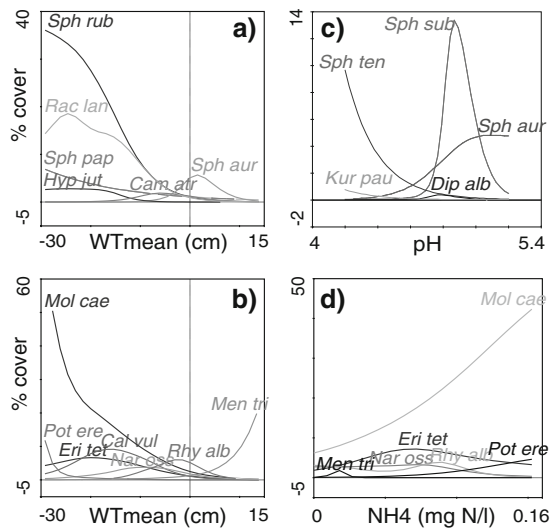 40
Sph rub
a)
Rac lan
Sph pap
Hyp jut
Cam atr
Sph aur
% cover
-5
-30
WTmean (cm)
15
14
Sph sub
c)
Sph ten
Sph aur
Kur pau
Dip alb
-2
4
pH
5.4
60
b)
Mol cae
Men tri
Pot ere
Cal vul
Eri tet
Rhy alb
Nar oss
% cover
-5
-30
WTmean (cm)
15
50
d)
Mol cae
Eri tet
Pot ere
Rhy alb
Nar oss
Men tri
-5
0
NH4 (mg N/l)
0.16